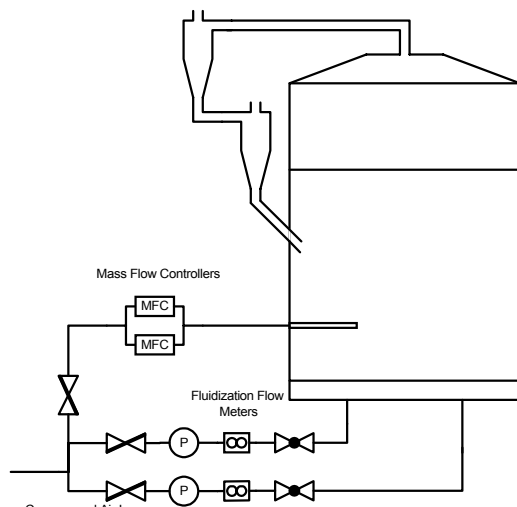 Mass Flow Controllers
MFC
MFC
Fluidization Flow
Meters
P
P